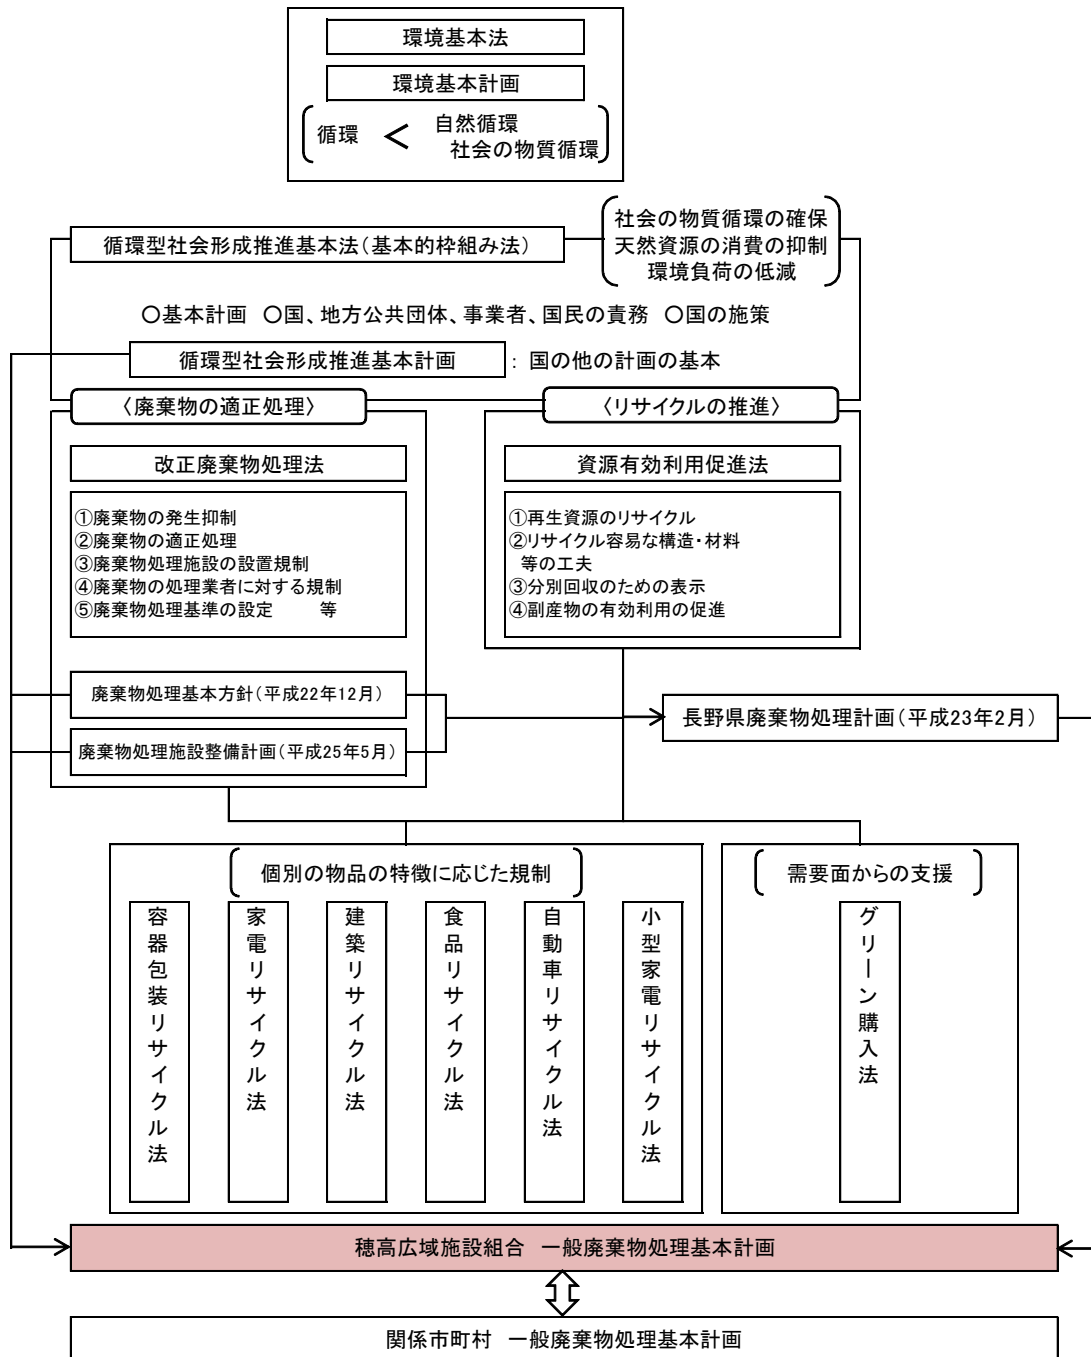 環境基本法
環境基本計画
循環 < 自然循環
社会の物質循環
循環型社会形成推進基本法(基本的枠組み法)
社会の物質循環の確保
天然資源の消費の抑制
環境負荷の低減
○基本計画 ○国、地方公共団体、事業者、国民の責務 ○国の施策
循環型社会形成推進基本計画 : 国の他の計画の基本
〈廃棄物の適正処理〉
改正廃棄物処理法
①廃棄物の発生抑制
②廃棄物の適正処理
③廃棄物処理施設の設置規制
④廃棄物の処理業者に対する規制
⑤廃棄物処理基準の設定 等
廃棄物処理基本方針(平成22年12月)
廃棄物処理施設整備計画(平成25年5月)
〈リサイクルの推進〉
資源有効利用促進法
①再生資源のリサイクル
②リサイクル容易な構造・材料
等の工夫
③分別回収のための表示
④副産物の有効利用の促進
長野県廃棄物処理計画(平成23年2月)
個別の物品の特徴に応じた規制
容器包装リサイクル法
家電リサイクル法
建築リサイクル法
食品リサイクル法
自動車リサイクル法
小型家電リサイクル法
需要面からの支援
グリーン購入法
穂高広域施設組合 一般廃棄物処理基本計画
関係市町村 一般廃棄物処理基本計画